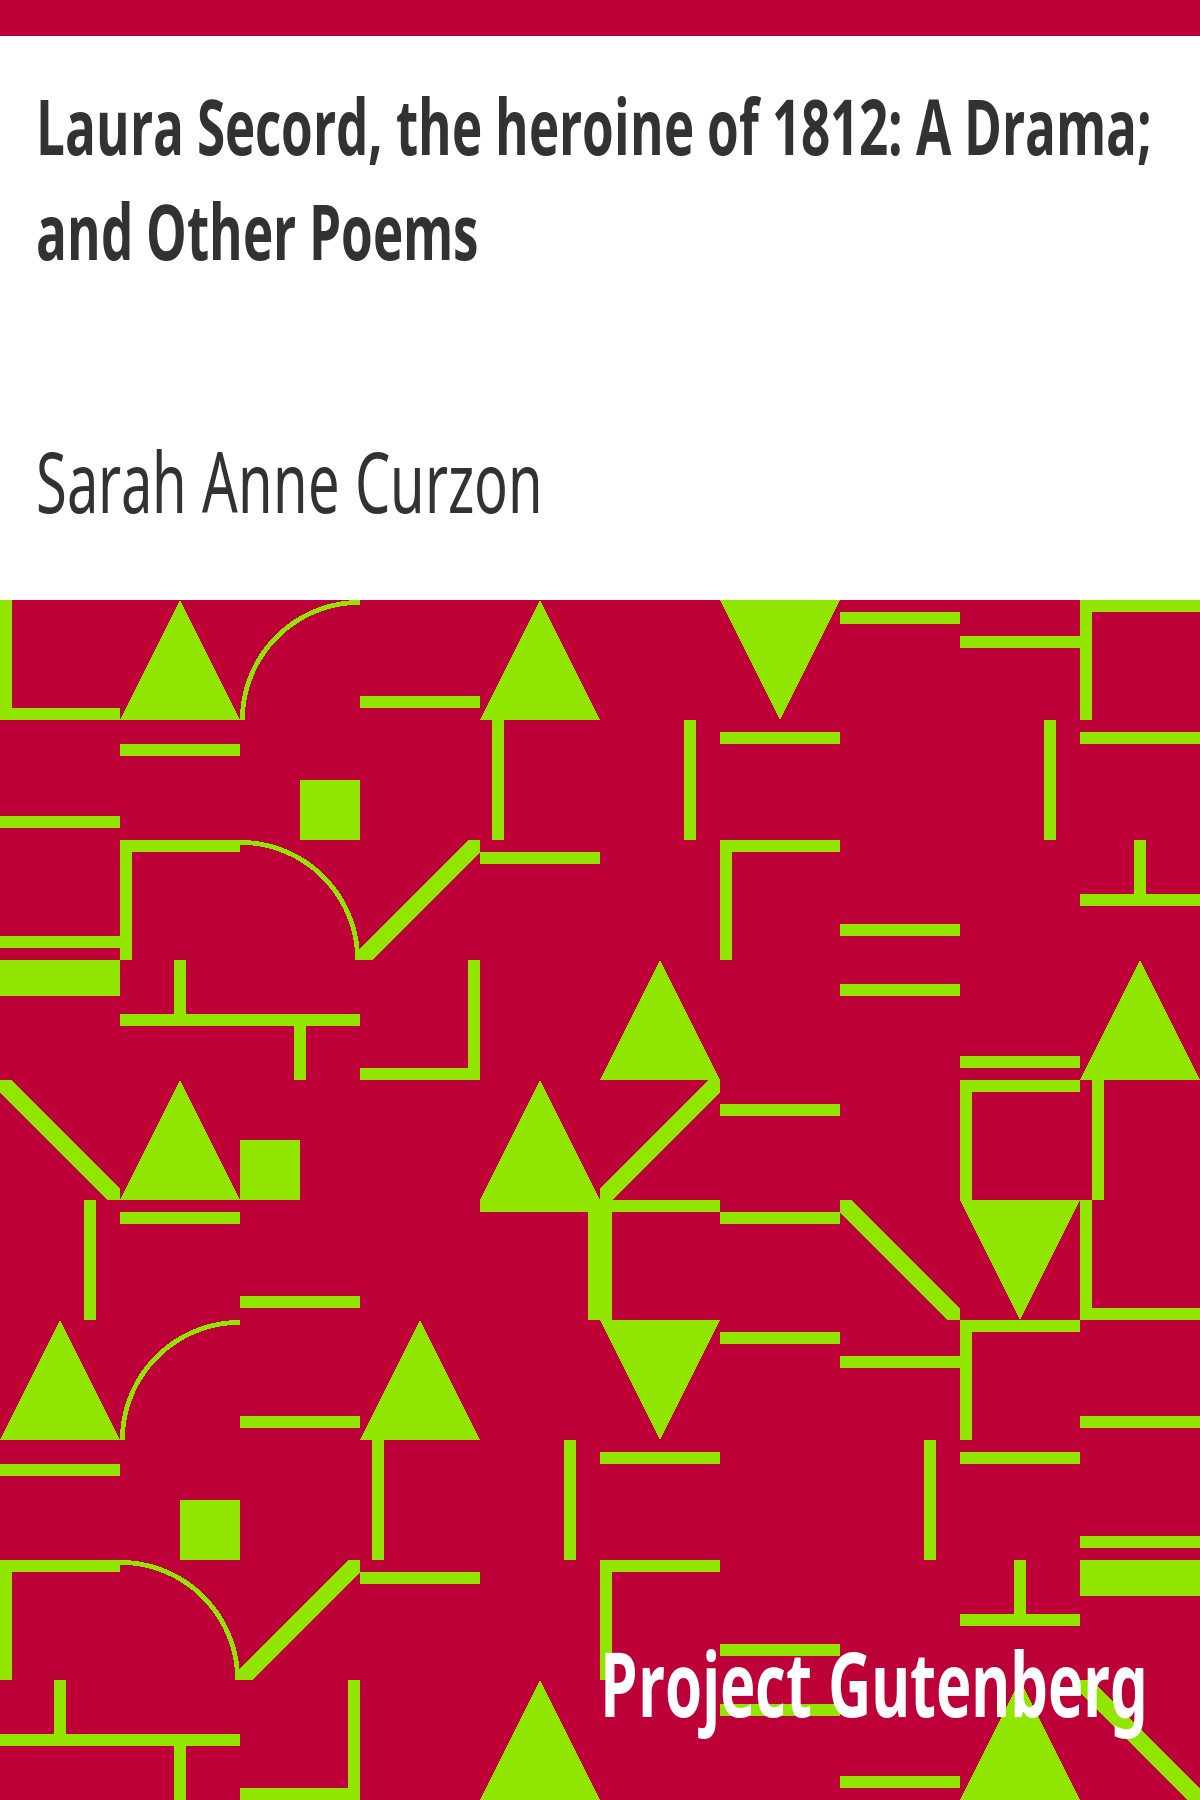 Laura Secord, the heroine of 1812: A Drama;
and Other Poems
Sarah Anne Curzon
Project Gutenberg